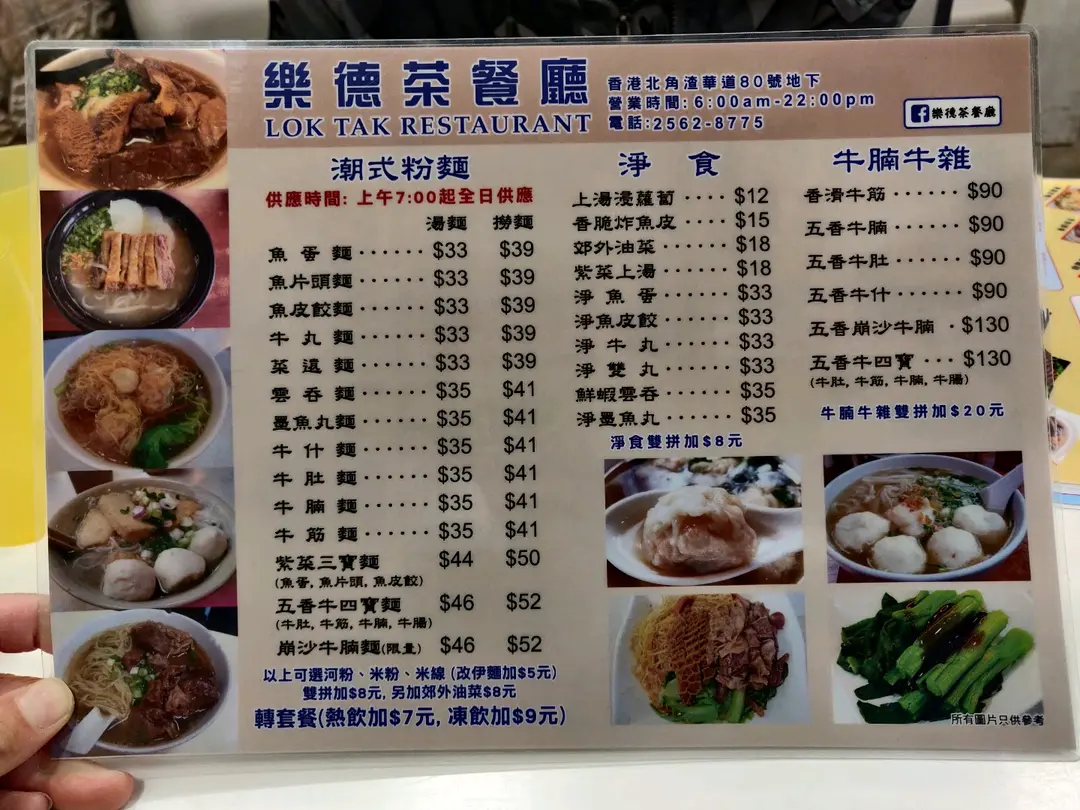 樂德茶餐廳
LOK TAK RESTAURANT
香港北角渣華道80號地下
營業時間:6:00am-22:00pm
電話:2562-8775
樂德茶餐廳
潮式粉麵
供應時間: 上午7:00起全日供應
湯麵 撈麵
魚蛋麵 ······ $33 $39
魚片頭麵 ······ $33 $39
魚皮餃麵 ······ $33 $39
牛丸麵 ······ $33 $39
菜遠麵 ······ $33 $39
雲吞麵 ······ $35 $41
墨魚丸麵 ······ $35 $41
牛什麵 ······ $35 $41
牛肚麵 ······ $35 $41
牛腩麵 ······ $35 $41
牛筋麵 ······ $35 $41
紫菜三寶麵 $44 $50
(魚蛋, 魚片頭, 魚皮餃)
五香牛四寶麵 $46 $52
(牛肚, 牛筋, 牛腩, 牛腸)
崩沙牛腩麵(限量) $46 $52
以上可選河粉、米粉、米線 (改伊麵加$5元)
雙拼加$8元, 另加郊外油菜$8元
轉套餐(熱飲加$7元, 凍飲加$9元)
淨食
上湯浸蘿蔔 ···· $12
香脆炸魚皮 ···· $15
郊外油菜 ······ $18
紫菜上湯 ······ $18
淨魚蛋 ······ $33
淨魚皮餃 ······ $33
淨牛丸 ······ $33
淨雙丸 ······ $33
鮮蝦雲吞 ······ $35
淨墨魚丸 ······ $35
淨食雙拼加$8元
牛腩牛雜
香滑牛筋 ······ $90
五香牛腩 ······ $90
五香牛肚 ······ $90
五香牛什 ······ $90
五香崩沙牛腩 · $130
五香牛四寶 ··· $130
(牛肚, 牛筋, 牛腩, 牛腸)
牛腩牛雜雙拼加$20元
所有圖片只供參考